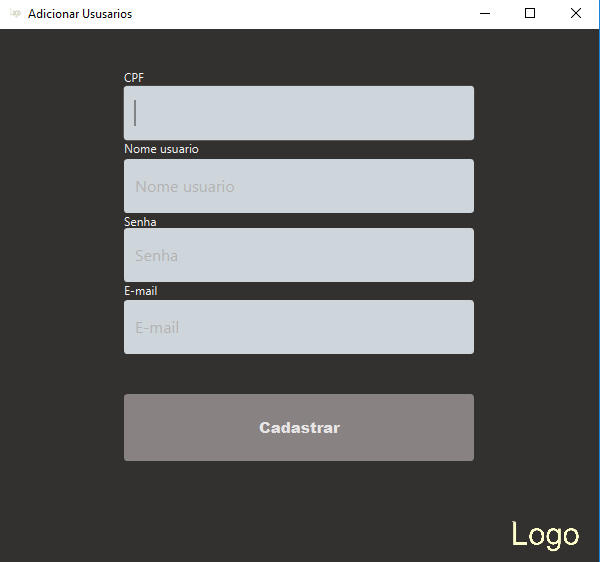 Adicionar Ususarios
CPF
Nome usuario
Nome usuario
Senha
Senha
E-mail
E-mail
Cadastrar
Logo